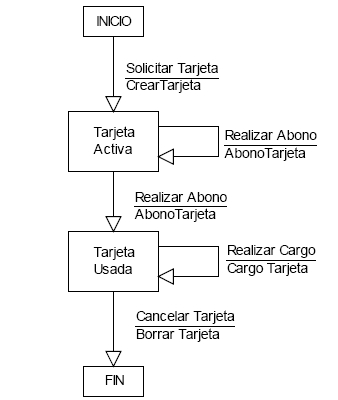 INICIO
Solicitar Tarjeta
CrearTarjeta
Tarjeta
Activa
Realizar Abono
AbonoTarjeta
Realizar Abono
AbonoTarjeta
Tarjeta
Usada
Realizar Cargo
Cargo Tarjeta
Cancelar Tarjeta
Borrar Tarjeta
FIN